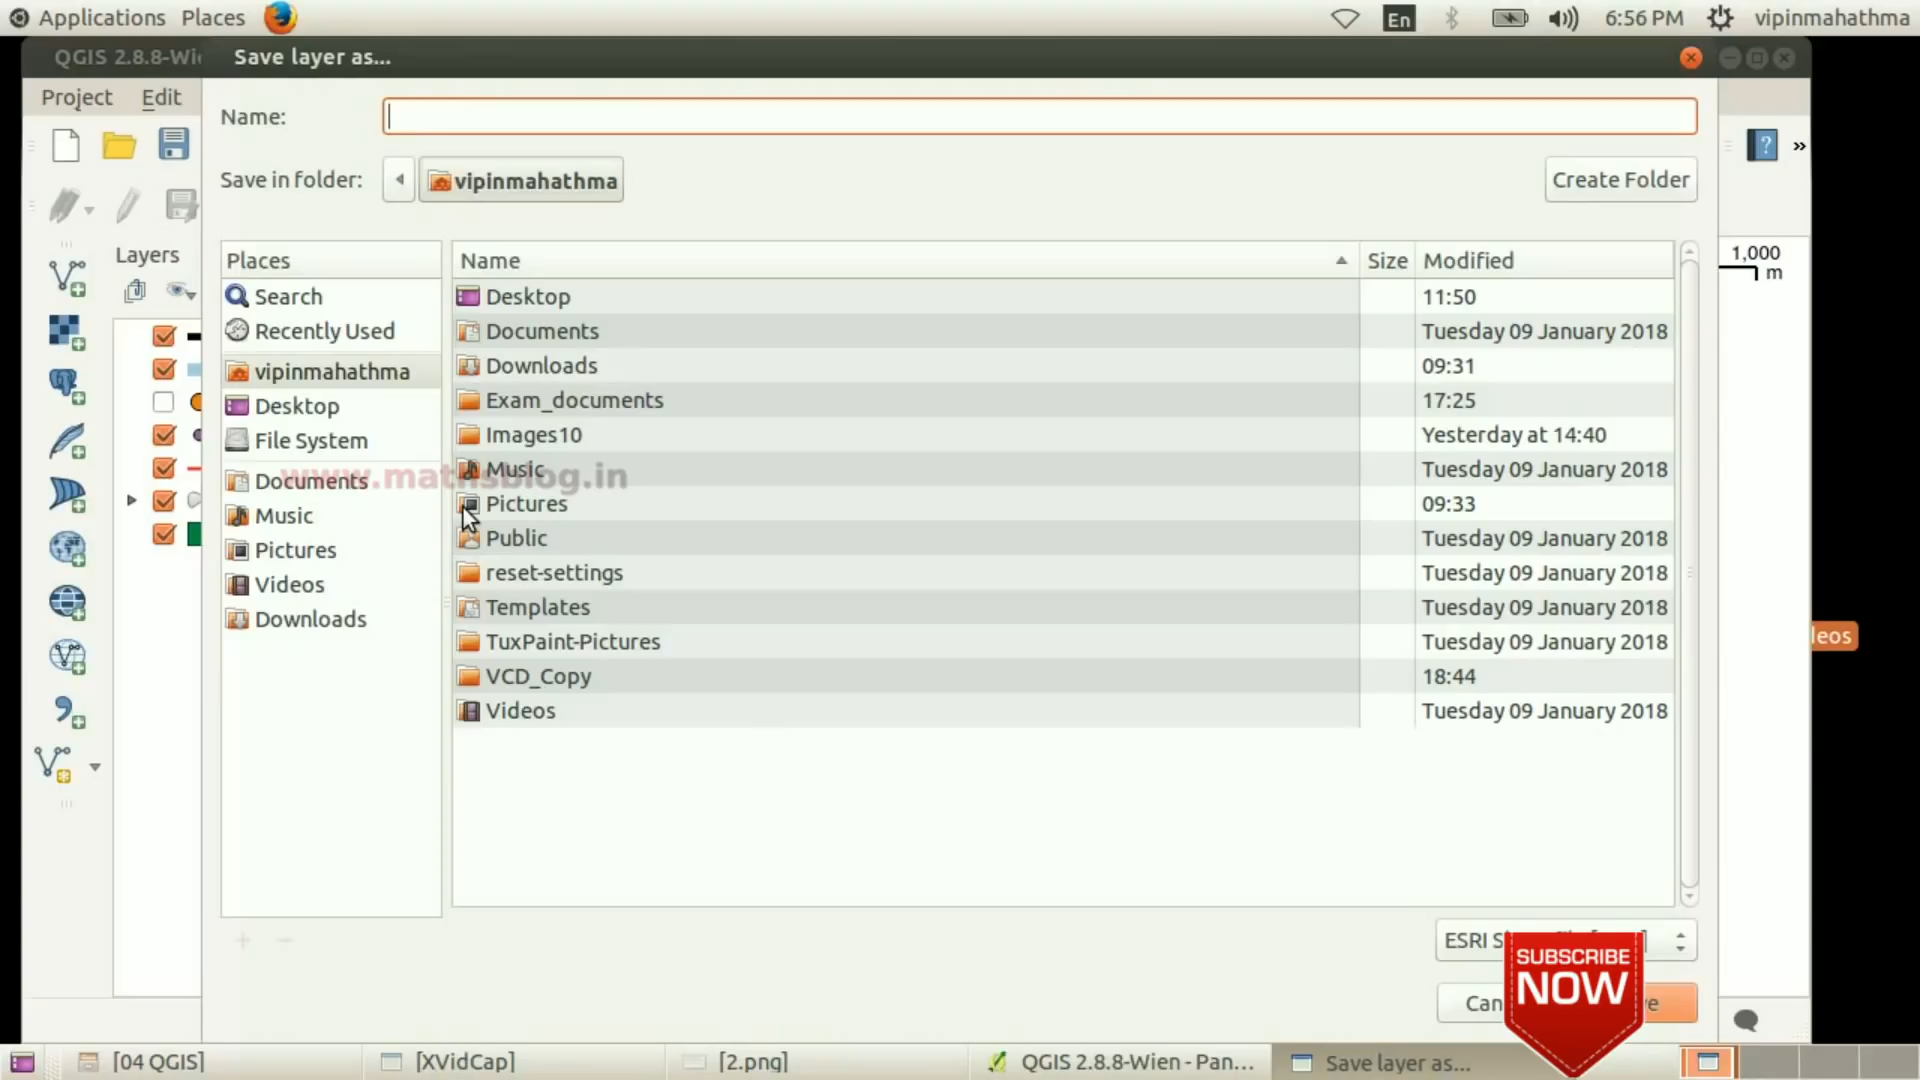 Applications Places
En
6:56 PM
vipinmahathma
QGIS 2.8.8-Wi
Save layer as...
Project Edit
Name:
Save in folder:
vipinmahathma
Create Folder
Layers
Places
Name
Size
Modified
1,000
m
Search
Recently Used
vipinmahathma
Desktop
File System
Documents
Music
Pictures
Videos
Downloads
Desktop 11:50
Documents Tuesday 09 January 2018
Downloads 09:31
Exam_documents 17:25
Images10 Yesterday at 14:40
Music Tuesday 09 January 2018
Pictures 09:33
Public Tuesday 09 January 2018
reset-settings Tuesday 09 January 2018
Templates Tuesday 09 January 2018
TuxPaint-Pictures Tuesday 09 January 2018
VCD_Copy 18:44
Videos Tuesday 09 January 2018
www.mathsblog.in
leos
ESRI S
Can
e
SUBSCRIBE
NOW
[04 QGIS]
[XVidCap]
[2.png]
QGIS 2.8.8-Wien - Pan...
Save layer as...